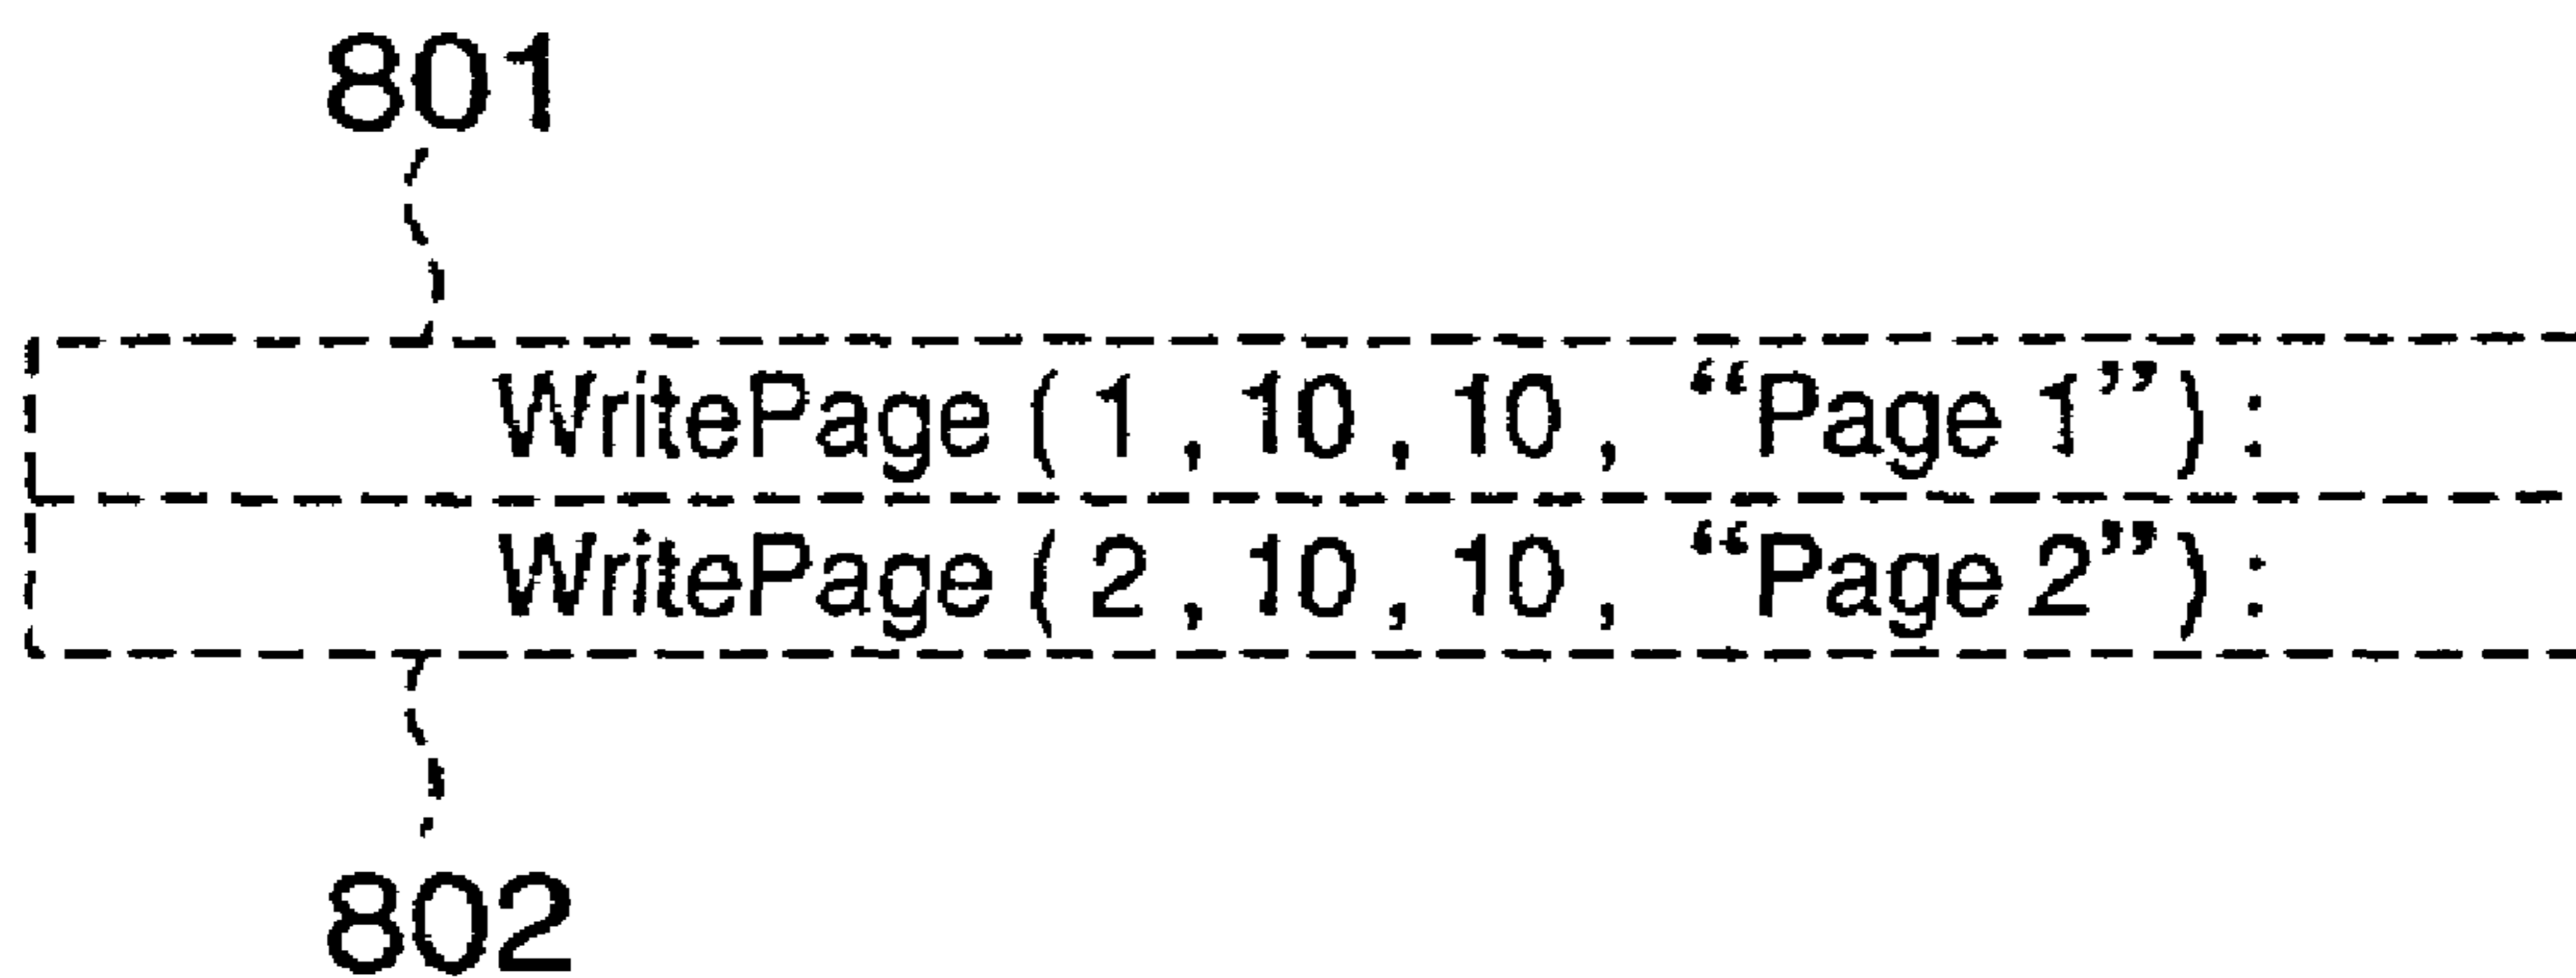 801
WritePage ( 1 , 10 , 10 , “Page 1”) :
WritePage ( 2 , 10 , 10 , “Page 2”) :
802